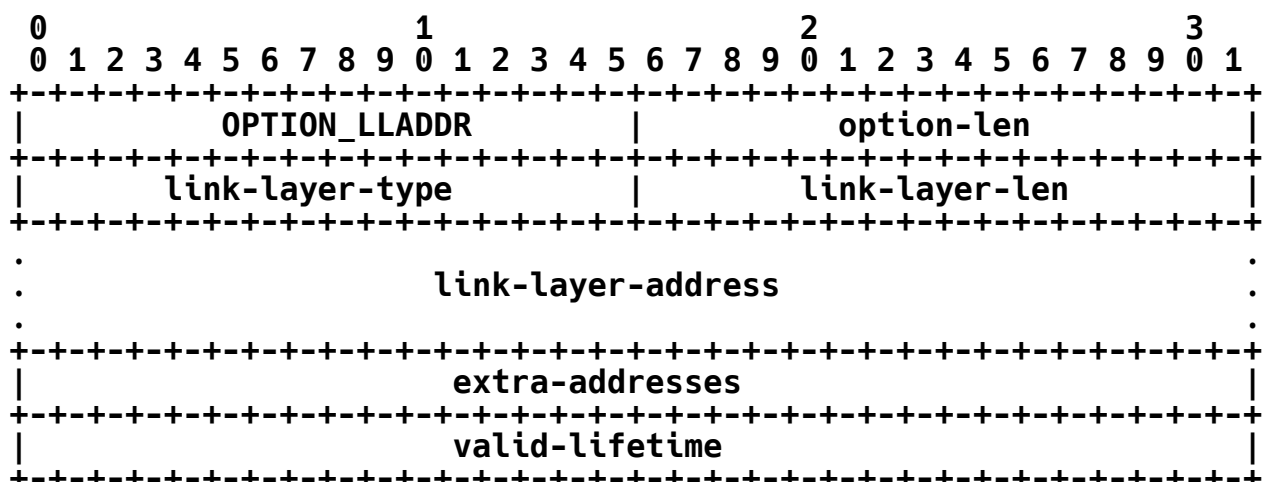 0                   1                   2                   3
0 1 2 3 4 5 6 7 8 9 0 1 2 3 4 5 6 7 8 9 0 1 2 3 4 5 6 7 8 9 0 1
+-+-+-+-+-+-+-+-+-+-+-+-+-+-+-+-+-+-+-+-+-+-+-+-+-+-+-+-+-+-+-+-+
|          OPTION_LLADDR        |          option-len           |
+-+-+-+-+-+-+-+-+-+-+-+-+-+-+-+-+-+-+-+-+-+-+-+-+-+-+-+-+-+-+-+-+
|       link-layer-type         |        link-layer-len         |
+-+-+-+-+-+-+-+-+-+-+-+-+-+-+-+-+-+-+-+-+-+-+-+-+-+-+-+-+-+-+-+-+
.                                                               .
.                     link-layer-address                        .
.                                                               .
+-+-+-+-+-+-+-+-+-+-+-+-+-+-+-+-+-+-+-+-+-+-+-+-+-+-+-+-+-+-+-+-+
|                      extra-addresses                          |
+-+-+-+-+-+-+-+-+-+-+-+-+-+-+-+-+-+-+-+-+-+-+-+-+-+-+-+-+-+-+-+-+
|                      valid-lifetime                           |
+-+-+-+-+-+-+-+-+-+-+-+-+-+-+-+-+-+-+-+-+-+-+-+-+-+-+-+-+-+-+-+-+